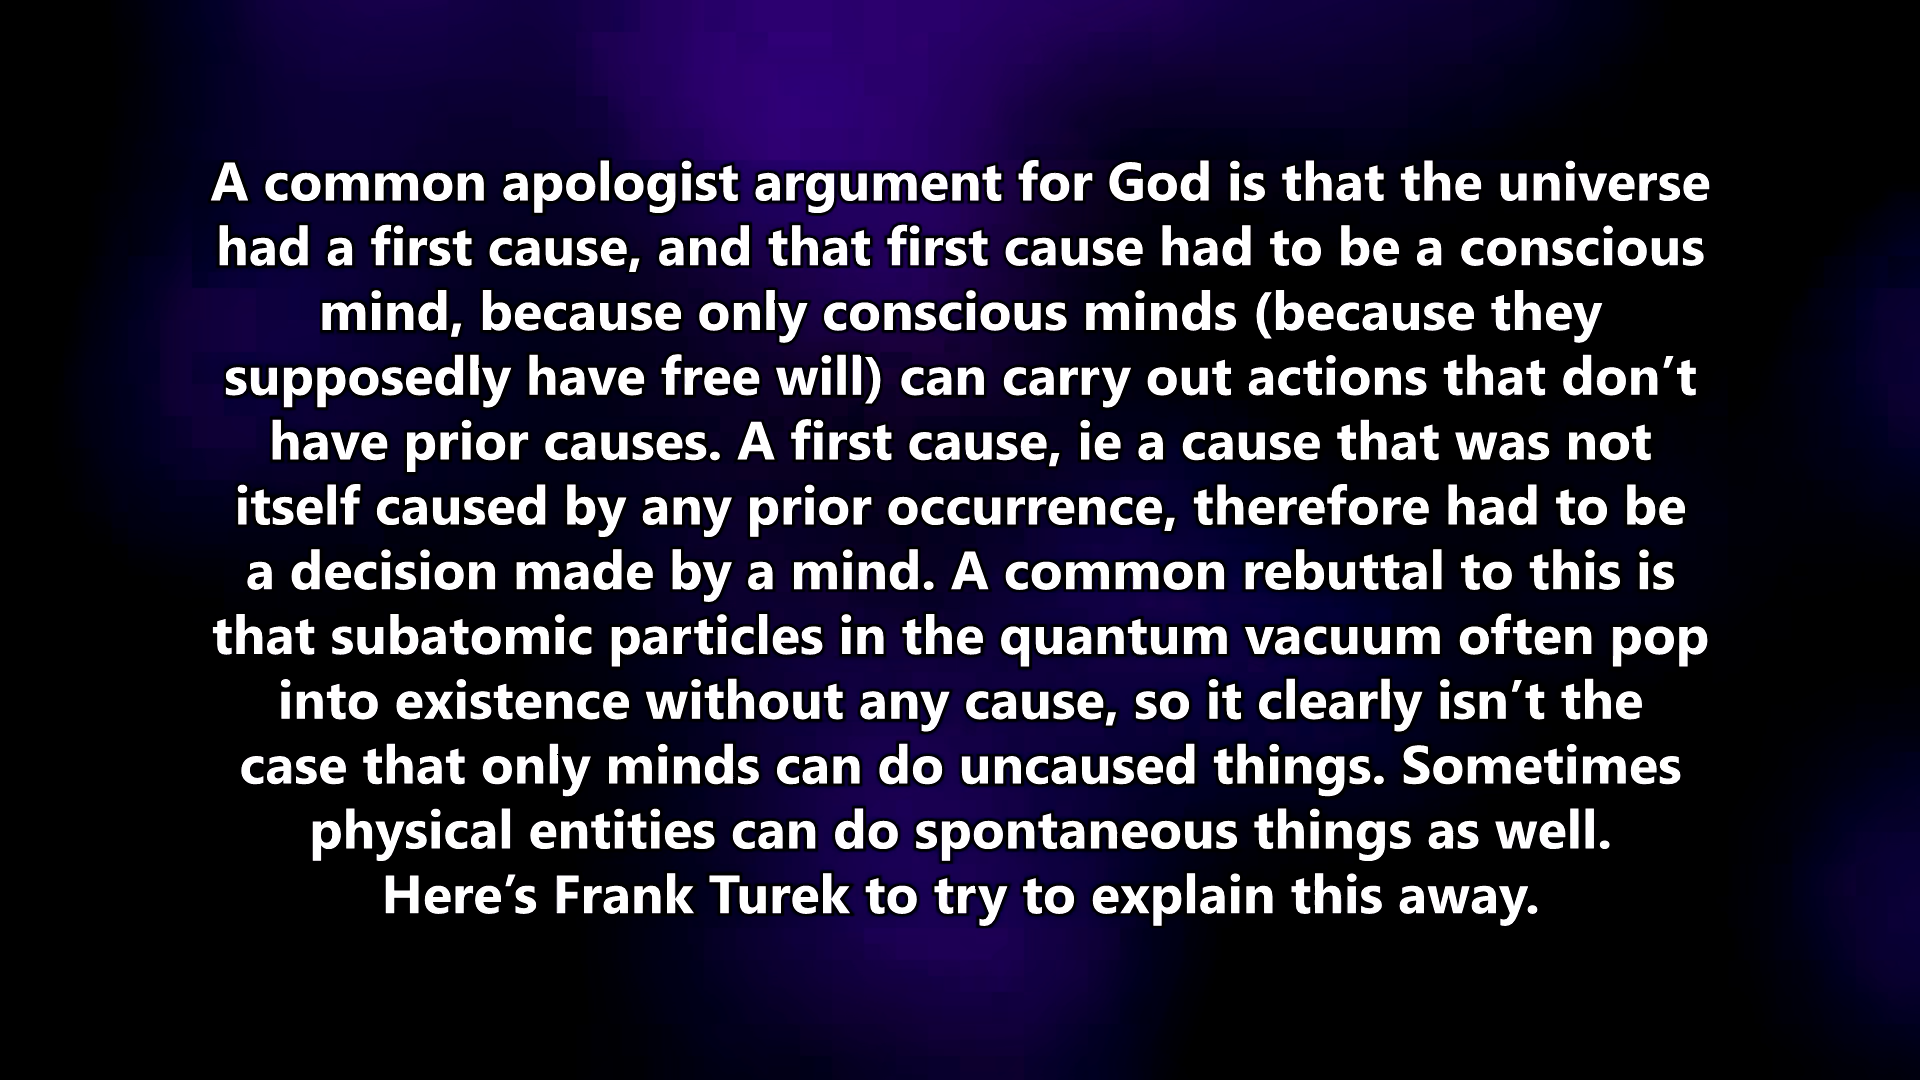 A common apologist argument for God is that the universe
had a first cause, and that first cause had to be a conscious
mind, because only conscious minds (because they
supposedly have free will) can carry out actions that don’t
have prior causes. A first cause, ie a cause that was not
itself caused by any prior occurrence, therefore had to be
a decision made by a mind. A common rebuttal to this is
that subatomic particles in the quantum vacuum often pop
into existence without any cause, so it clearly isn’t the
case that only minds can do uncaused things. Sometimes
physical entities can do spontaneous things as well.
Here’s Frank Turek to try to explain this away.